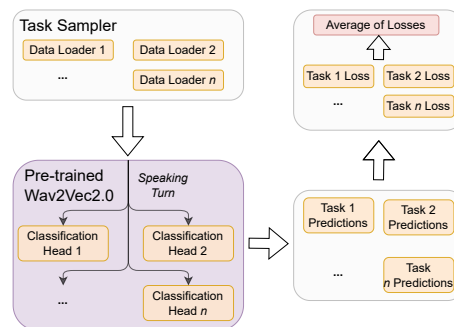 Task Sampler
Data Loader 1
Data Loader 2
...
Data Loader n
Pre-trained
Wav2Vec2.0
Speaking
Turn
Classification
Head 1
Classification
Head 2
...
Classification
Head n
Task 1
Predictions
Task 2
Predictions
...
Task
n Predictions
Average of Losses
Task 1 Loss
Task 2 Loss
...
Task n Loss